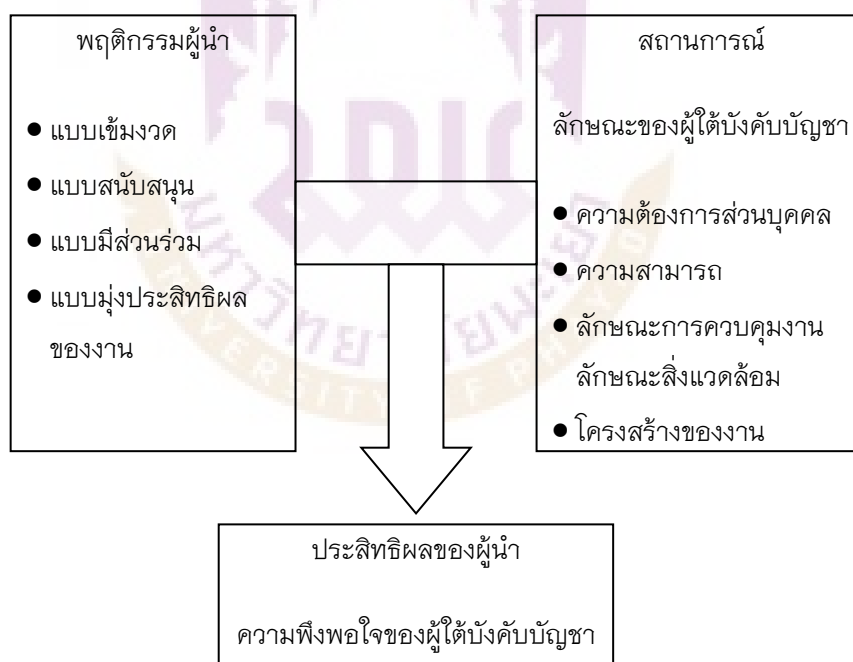 พฤติกรรมผู้นำ
● แบบเข้มงวด
● แบบสนับสนุน
● แบบมีส่วนร่วม
● แบบมุ่งประสิทธิผล
ของงาน
สถานการณ์
ลักษณะของผู้ใต้บังคับบัญชา
● ความต้องการส่วนบุคคล
● ความสามารถ
● ลักษณะการควบคุมงาน
ลักษณะสิ่งแวดล้อม
● โครงสร้างของงาน
ประสิทธิผลของผู้นำ
ความพึงพอใจของผู้ใต้บังคับบัญชา